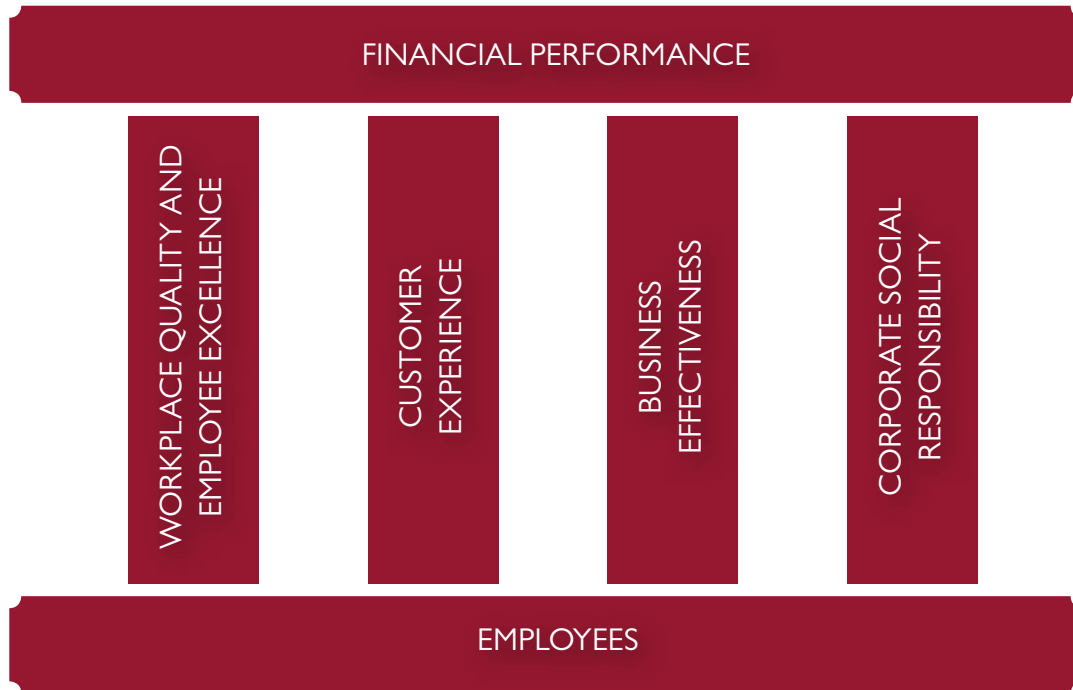 FINANCIAL PERFORMANCE
WORKPLACE QUALITY AND
EMPLOYEE EXCELLENCE
CUSTOMER
EXPERIENCE
BUSINESS
EFFECTIVENESS
CORPORATE SOCIAL
RESPONSIBILITY
EMPLOYEES